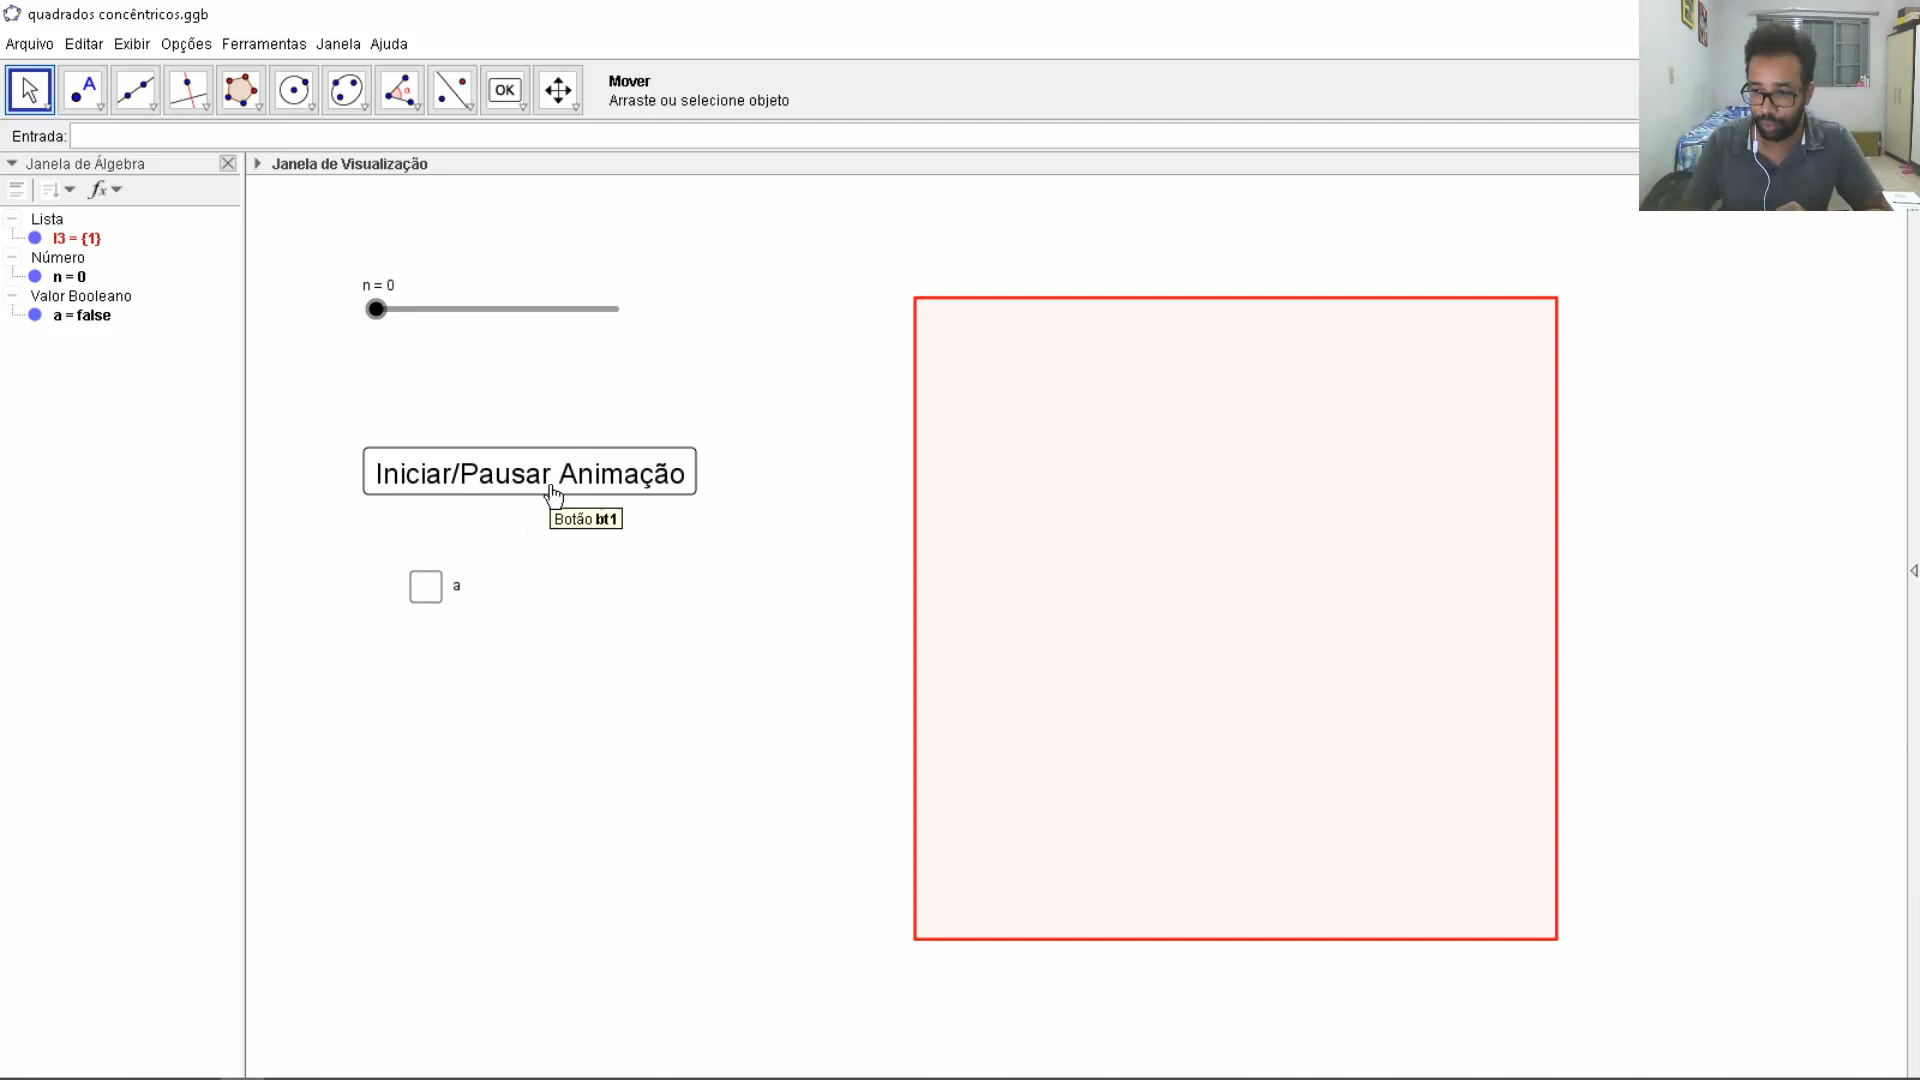 quadrados concêntricos.ggb
Arquivo Editar Exibir Opções Ferramentas Janela Ajuda
A
α
OK
Mover
Arraste ou selecione objeto
Entrada:
Janela de Álgebra
Janela de Visualização
fx
Lista
l3 = {1}
Número
n = 0
Valor Booleano
a = false
n = 0
Iniciar/Pausar Animação
Botão bt1
a